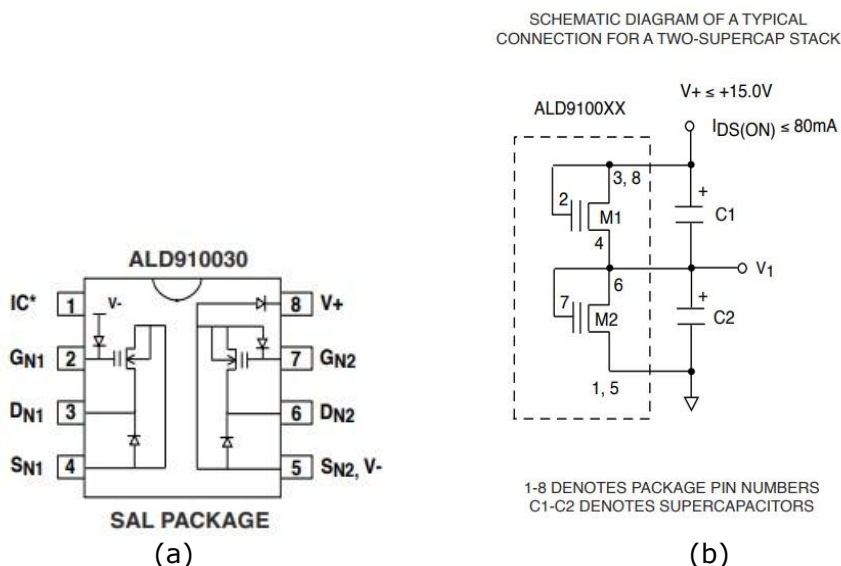 ALD910030
IC* 1 V- 8 V+
GN1 2 7 GN2
DN1 3 6 DN2
SN1 4 5 SN2, V-
SAL PACKAGE
(a)
SCHEMATIC DIAGRAM OF A TYPICAL
CONNECTION FOR A TWO-SUPERCAP STACK
V+ ≤ +15.0V
ALD9100XX
IDS(ON) ≤ 80mA
3, 8
2 M1 + C1
4
6 V1
7 M2 + C2
1, 5
1-8 DENOTES PACKAGE PIN NUMBERS
C1-C2 DENOTES SUPERCAPACITORS
(b)